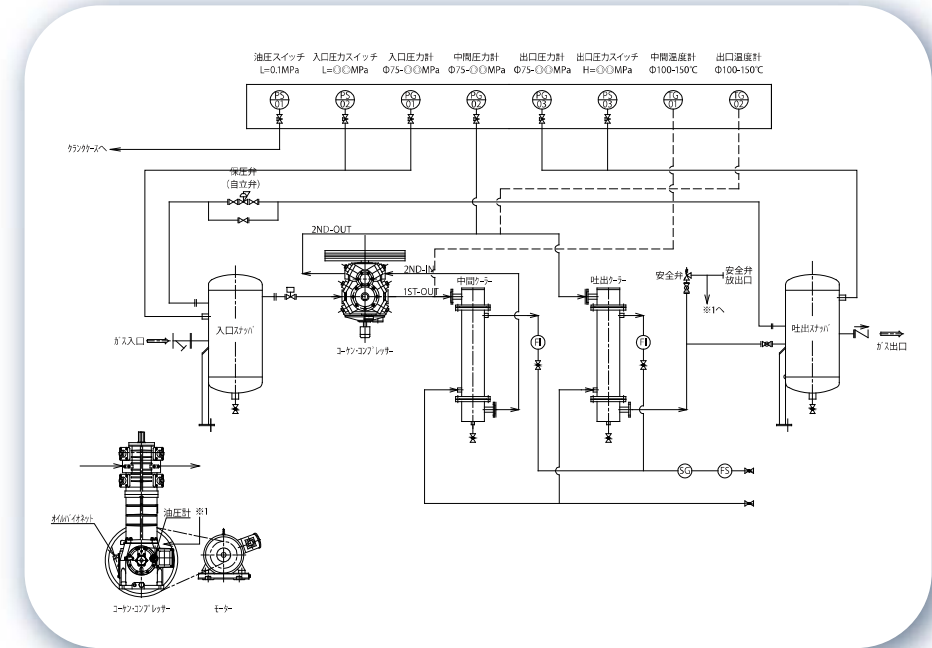 油圧スイッチ 入口圧力スイッチ 入口圧力計 中間圧力計 出口圧力計 出口圧力スイッチ 中間温度計 出口温度計
L=0.1MPa L=〇〇MPa Φ75-〇〇MPa Φ75-〇〇MPa Φ75-〇〇MPa H=〇〇MPa Φ100-150℃ Φ100-150℃
PS PS PG PG PG PS TG TG
01 02 01 02 03 03 01 02
クランクケースへ
保圧弁
(自立弁)
2ND-OUT
2ND-IN
1ST-OUT
中間クーラー
吐出クーラー
安全弁
安全弁
放出口
※1へ
ガス入口
入口スナッバ
コーケン・コンプレッサー
FI
FI
吐出スナッバ
ガス出口
SG
FS
オイルバイオネット
油圧計
※1
コーケン・コンプレッサー
モーター